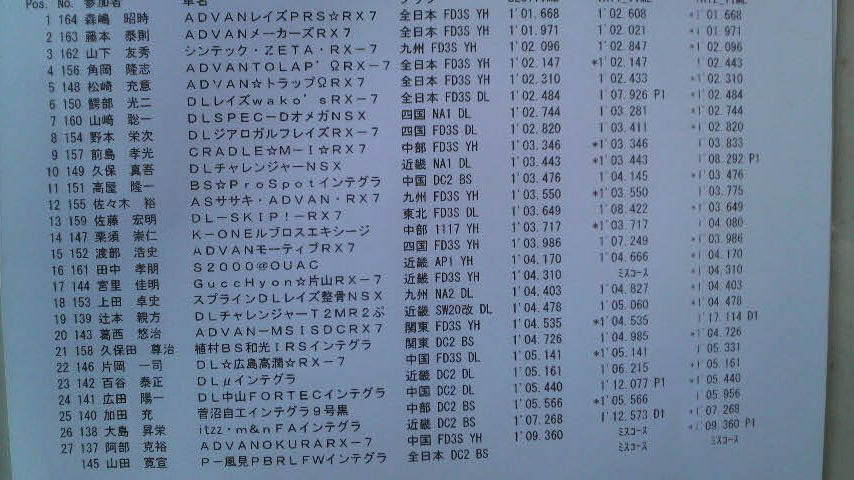 Pos. No. 参加者 車名
1 164 森嶋 昭時 ADVANレイズPRS☆RX7 全日本 FD3S YH 1'01.668 1'02.608 *1'01.668
2 163 藤本 泰則 ADVANメーカーズRX7 全日本 FD3S YH 1'01.971 1'02.021 *1'01.971
3 162 山下 友秀 シンテック・ZETA・RX-7 九州 FD3S YH 1'02.096 1'02.847 *1'02.096
4 156 角岡 隆志 ADVANTOLAP'ΩRX-7 全日本 FD3S YH 1'02.147 *1'02.147 1'02.443
5 148 松崎 充意 ADVAN☆トラップΩRX-7 全日本 FD3S YH 1'02.310 1'02.433 *1'02.310
6 150 鰐部 光二 DLレイズwako'sRX-7 全日本 FD3S DL 1'02.484 1'07.926 P1 *1'02.484
7 160 山﨑 聡一 DLSPEC-DオメガNSX 四国 NA1 DL 1'02.744 1'03.281 *1'02.744
8 154 野本 栄次 DLジアロガルフレイズRX-7 四国 FD3S DL 1'02.820 1'03.411 *1'02.820
9 157 前島 孝光 CRADLE☆M-I☆RX7 中部 FD3S YH 1'03.346 *1'03.346 1'03.833
10 149 久保 真吾 DLチャレンジャーNSX 近畿 NA1 DL 1'03.443 *1'03.443 1'08.292 P1
11 151 高屋 隆一 BS☆ProSpotインテグラ 中国 DC2 BS 1'03.476 1'04.145 *1'03.476
12 155 佐々木 裕 ASササキ・ADVAN・RX7 九州 FD3S YH 1'03.550 *1'03.550 1'03.775
13 159 佐藤 宏明 DL-SKIP!-RX7 東北 FD3S DL 1'03.649 1'08.422 *1'03.649
14 147 栗須 崇仁 K-ONEルブロスエキシージ 中部 1117 YH 1'03.717 *1'03.717 1'04.080
15 152 渡部 浩史 ADVANモーティブRX7 四国 FD3S YH 1'03.986 1'07.249 *1'03.986
16 161 田中 孝朋 S2000@OUAC 近畿 AP1 YH 1'04.170 1'04.666 *1'04.170
17 144 宮里 佳明 GuccHyon☆片山RX-7 近畿 FD3S YH 1'04.310 ミスコース *1'04.310
18 153 上田 卓史 スプラインDLレイズ整骨NSX 九州 NA2 DL 1'04.403 1'04.827 *1'04.403
19 139 辻本 親方 DLチャレンジャーT2MR2ぷ 近畿 SW20改 DL 1'04.478 1'05.060 *1'04.478
20 143 葛西 悠治 ADVAN-MSISDCRX7 関東 FD3S YH 1'04.535 *1'04.535 1'17.114 D1
21 158 久保田 尊治 植村BS和光IRSインテグラ 関東 DC2 BS 1'04.726 1'04.985 *1'04.726
22 146 片岡 一司 DL☆広島高潤☆RX-7 中国 FD3S DL 1'05.141 *1'05.141 1'05.331
23 142 百谷 泰正 DLμインテグラ 近畿 DC2 DL 1'05.161 1'06.215 *1'05.161
24 141 広田 陽一 DL中山FORTECインテグラ 中国 DC2 DL 1'05.440 1'12.077 P1 *1'05.440
25 140 加田 充 菅沼自工インテグラ9号黒 中部 DC2 BS 1'05.566 *1'05.566 1'05.956
26 138 大島 昇栄 itzz・m&nFAインテグラ 近畿 DC2 BS 1'07.268 1'12.573 D1 *1'07.268
27 137 阿部 克裕 ADVANOKURARX-7 中国 FD3S YH 1'09.360 ミスコース *1'09.360 P1
145 山田 寛宣 P-風見PBRLFWインテグラ 全日本 DC2 BS ミスコース ミスコース